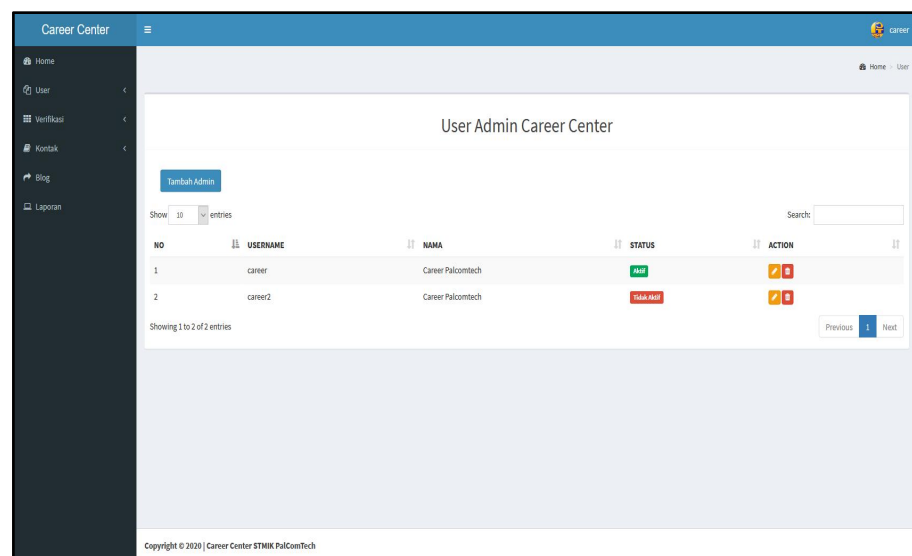 Career Center
career
Home
User
Verifikasi
Kontak
Blog
Laporan
Home > User
User Admin Career Center
Tambah Admin
Show 10 entries
Search:
NO USERNAME NAMA STATUS ACTION
1 career Career Palcomtech Aktif
2 career2 Career Palcomtech Tidak Aktif
Showing 1 to 2 of 2 entries
Previous 1 Next
Copyright © 2020 | Career Center STMIK PalComTech